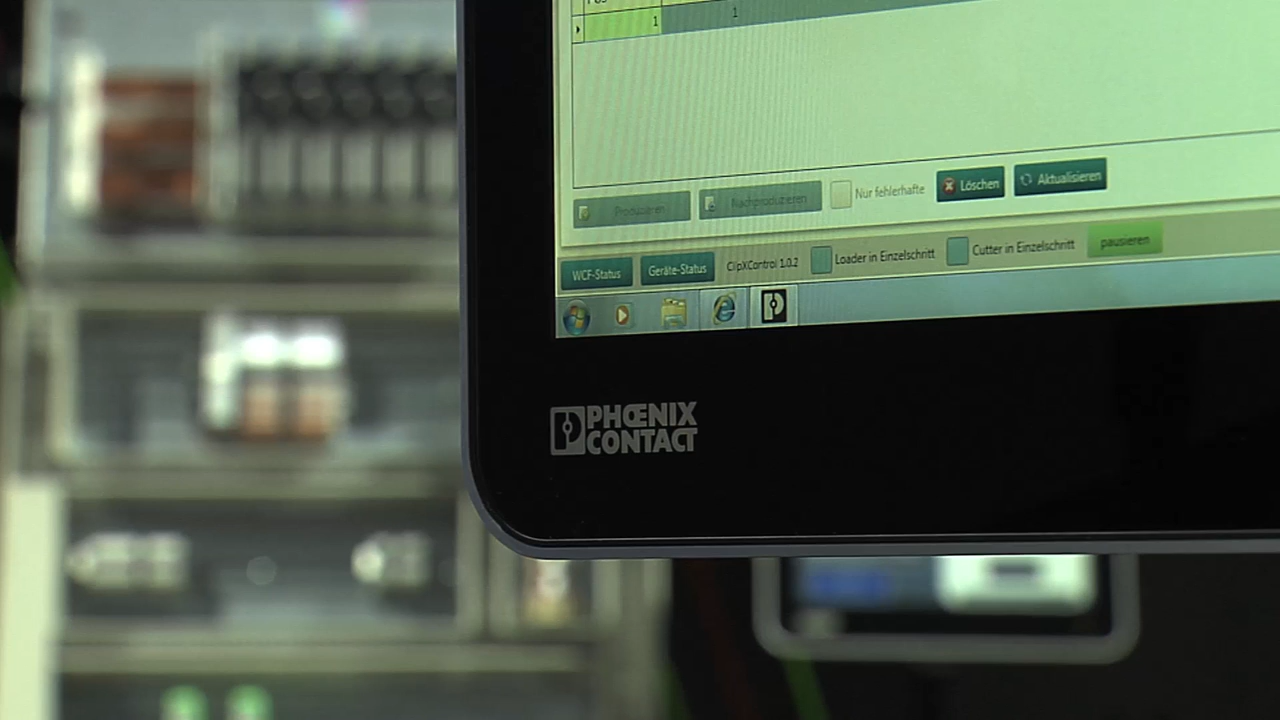 1 1
Produzieren Nachproduzieren Nur fehlerhafte Löschen Aktualisieren
WCF-Status Geräte-Status ClipXControl 1.0.2 Loader in Einzelschritt Cutter in Einzelschritt pausieren
PHŒNIX
CONTACT